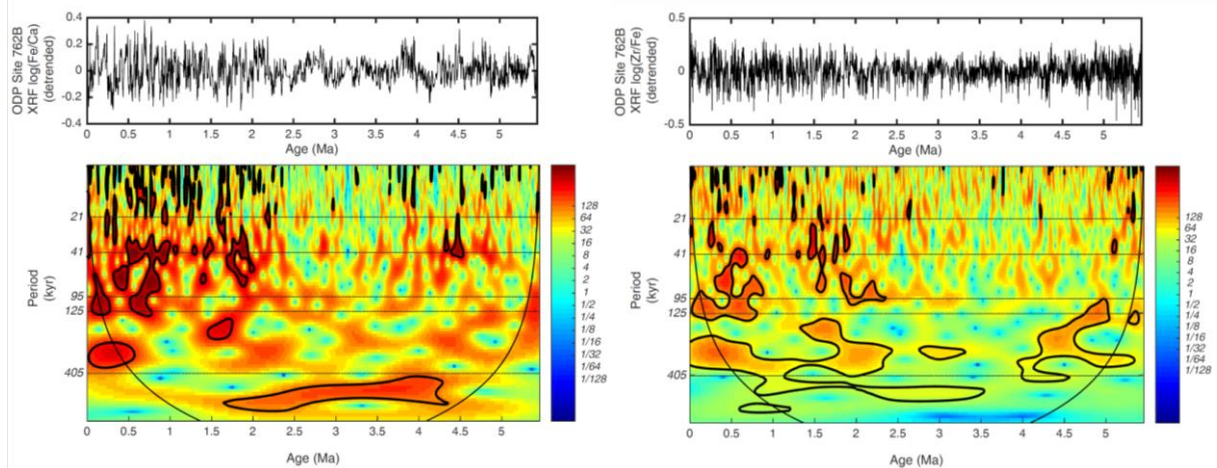 ODP Site 762B
XRF log(Fe/Ca)
(detrended)
0.4
0.2
0
-0.2
-0.4
0 0.5 1 1.5 2 2.5 3 3.5 4 4.5 5
Age (Ma)
Period
(kyr)
21
41
95
125
405
128
64
32
16
8
4
2
1
1/2
1/4
1/8
1/16
1/32
1/64
1/128
0 0.5 1 1.5 2 2.5 3 3.5 4 4.5 5
Age (Ma)
ODP Site 762B
XRF log(Zr/Fe)
(detrended)
0.5
0
-0.5
0 0.5 1 1.5 2 2.5 3 3.5 4 4.5 5
Age (Ma)
Period
(kyr)
21
41
95
125
405
128
64
32
16
8
4
2
1
1/2
1/4
1/8
1/16
1/32
1/64
1/128
0 0.5 1 1.5 2 2.5 3 3.5 4 4.5 5
Age (Ma)